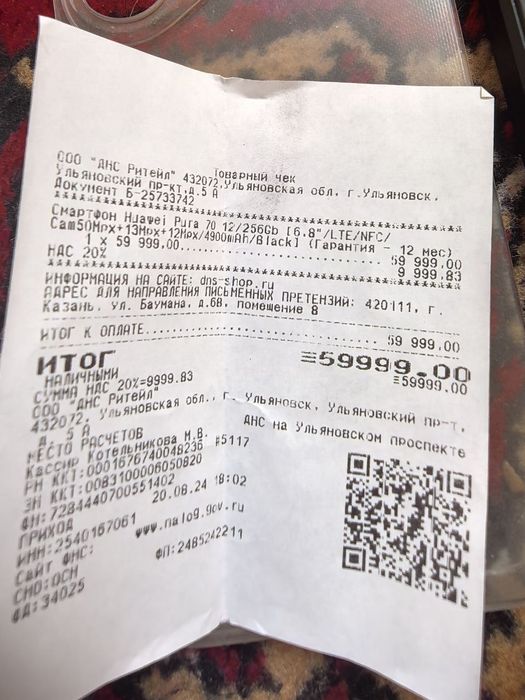 Товарный чек
ООО "ДНС Ритейл" 432072,Ульяновская обл, г.Ульяновск,
Ульяновский пр-кт,д.5 А
Документ Б-25733742
Смартфон Huawei Pura 70 12/256Gb [6.8"/LTE/NFC/
Cam50Mpx+13Mpx+12Mpx/4900mAh/Black] (Гарантия - 12 мес)
1 x 59 999.00 59 999.00
НДС 20% 9 999.83
ИНФОРМАЦИЯ НА САЙТЕ: dns-shop.ru
АДРЕС ДЛЯ НАПРАВЛЕНИЯ ПИСЬМЕННЫХ ПРЕТЕНЗИЙ: 420111, г.
Казань, ул. Баумана, д.68, помещение 8
ИТОГ К ОПЛАТЕ 59 999.00
ИТОГ ≡59999.00
НАЛИЧНЫМИ ≡59999.00
СУММА НДС 20%=9999.83
ООО "ДНС Ритейл"
432072, Ульяновская обл., г. Ульяновск, Ульяновский пр-т,
д. 5 А
МЕСТО РАСЧЕТОВ ДНС на Ульяновском проспекте
Кассир Котельникова М.В. #5117
РН ККТ:0001676740048236
ЗН ККТ:0083100006050820
ФН:7284440700551402
ПРИХОД 20.08.24 18:02
ИНН:2540167061
Сайт ФНС: www.nalog.gov.ru
СНО:ОСН ФП:2485242211
ФД:34025